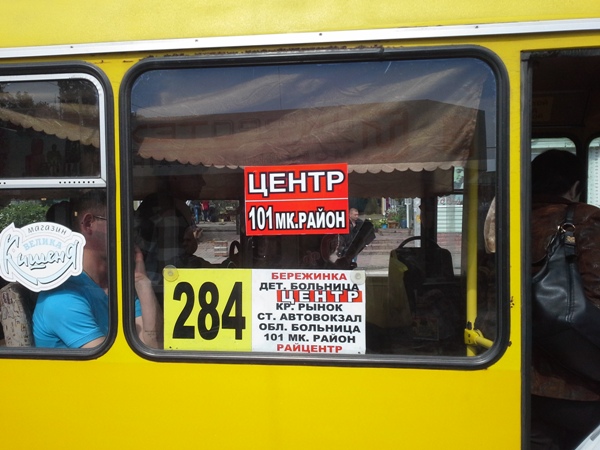 ЦЕНТР
101 МК.РАЙОН
магазин
ВЕЛИКА
Кишеня
284
БЕРЕЖИНКА
ДЕТ. БОЛЬНИЦА
ЦЕНТР
КР. РЫНОК
СТ. АВТОВОКЗАЛ
ОБЛ. БОЛЬНИЦА
101 МК. РАЙОН
РАЙЦЕНТР